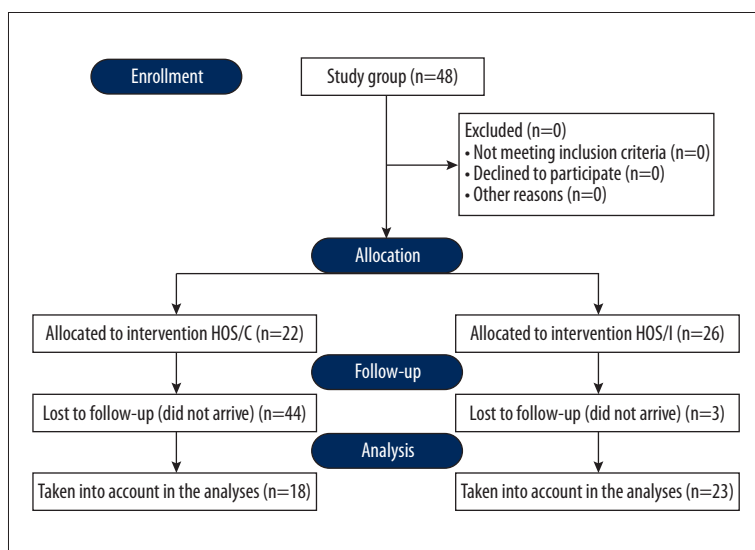 Enrollment
Study group (n=48)
Excluded (n=0)
• Not meeting inclusion criteria (n=0)
• Declined to participate (n=0)
• Other reasons (n=0)
Allocation
Allocated to intervention HOS/C (n=22)
Allocated to intervention HOS/I (n=26)
Follow-up
Lost to follow-up (did not arrive) (n=44)
Lost to follow-up (did not arrive) (n=3)
Analysis
Taken into account in the analyses (n=18)
Taken into account in the analyses (n=23)